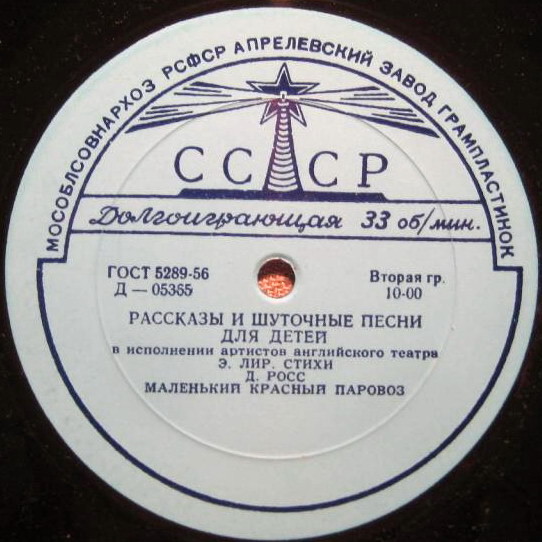 МОСОБЛСОВНАРХОЗ РСФСР АПРЕЛЕВСКИЙ ЗАВОД ГРАМПЛАСТИНОК
СССР
Долгоиграющая 33 об/мин.
ГОСТ 5289-56
Д — 05365
Вторая гр.
10-00
РАССКАЗЫ И ШУТОЧНЫЕ ПЕСНИ
ДЛЯ ДЕТЕЙ
в исполнении артистов английского театра
Э. ЛИР. СТИХИ
Д. РОСС
МАЛЕНЬКИЙ КРАСНЫЙ ПАРОВОЗ